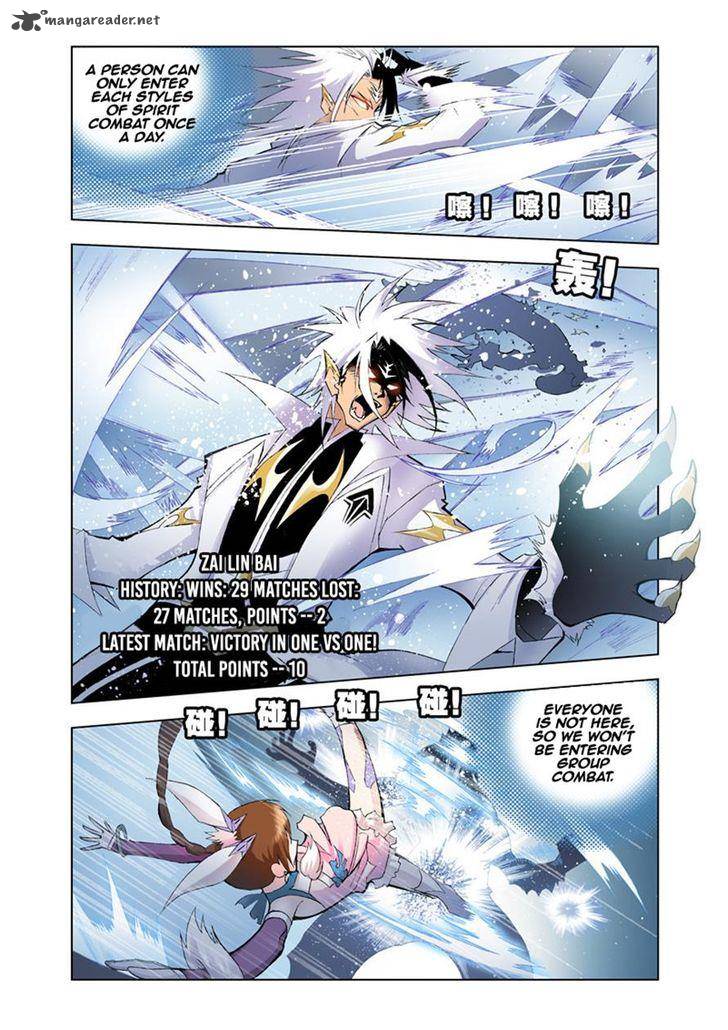 mangareader.net
A PERSON CAN
ONLY ENTER
EACH STYLES
OF SPIRIT
COMBAT ONCE
A DAY.
嚓! 嚓! 嚓!
轰!
ZAI LIN BAI
HISTORY: WINS: 29 MATCHES LOST:
27 MATCHES, POINTS -- 2
LATEST MATCH: VICTORY IN ONE VS ONE!
TOTAL POINTS -- 10
碰! 碰! 碰! 碰!
EVERYONE
IS NOT HERE,
SO WE WON'T
BE ENTERING
GROUP
COMBAT.